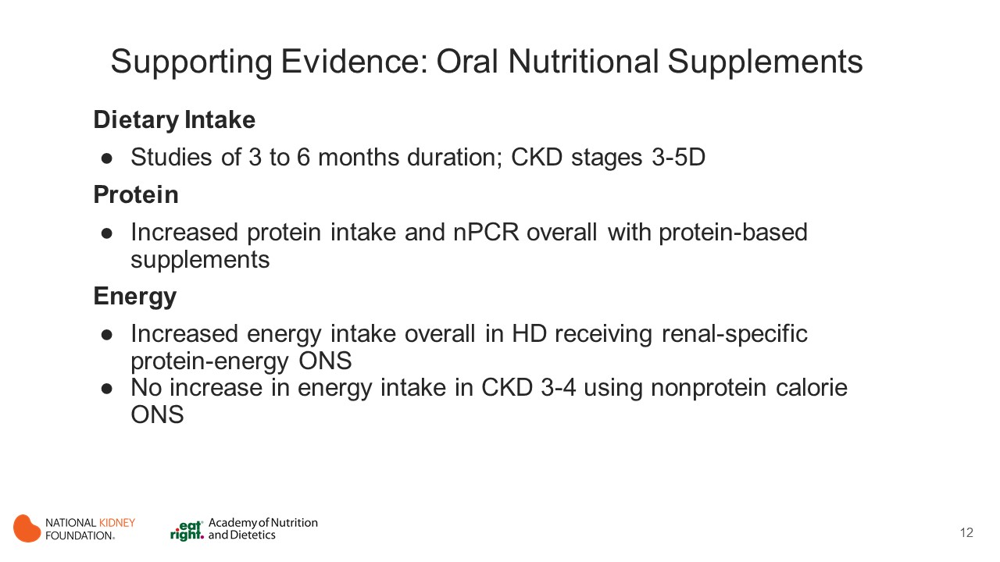 Supporting Evidence: Oral Nutritional Supplements
Dietary Intake
● Studies of 3 to 6 months duration; CKD stages 3-5D
Protein
● Increased protein intake and nPCR overall with protein-based
supplements
Energy
● Increased energy intake overall in HD receiving renal-specific
protein-energy ONS
● No increase in energy intake in CKD 3-4 using nonprotein calorie
ONS
NATIONAL KIDNEY
FOUNDATION®
eat
right.
Academy of Nutrition
and Dietetics
12